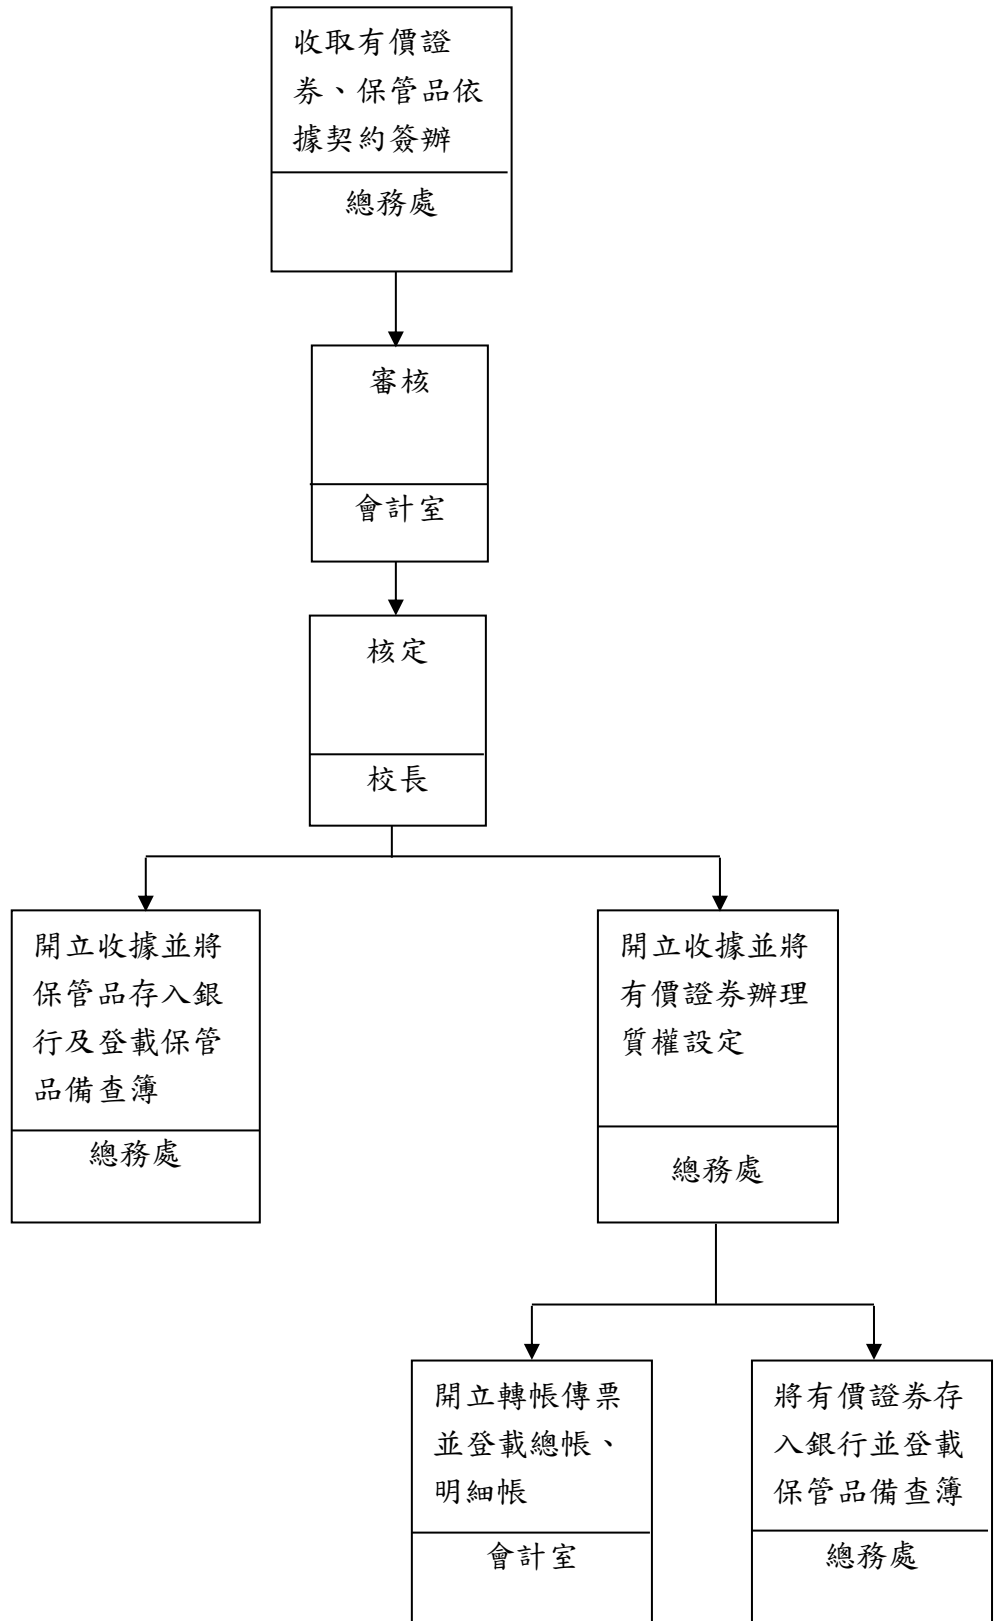 收取有價證
券、保管品依
據契約簽辦
總務處
審核
會計室
核定
校長
開立收據並將
保管品存入銀
行及登載保管
品備查簿
總務處
開立收據並將
有價證券辦理
質權設定
總務處
開立轉帳傳票
並登載總帳、
明細帳
會計室
將有價證券存
入銀行並登載
保管品備查簿
總務處